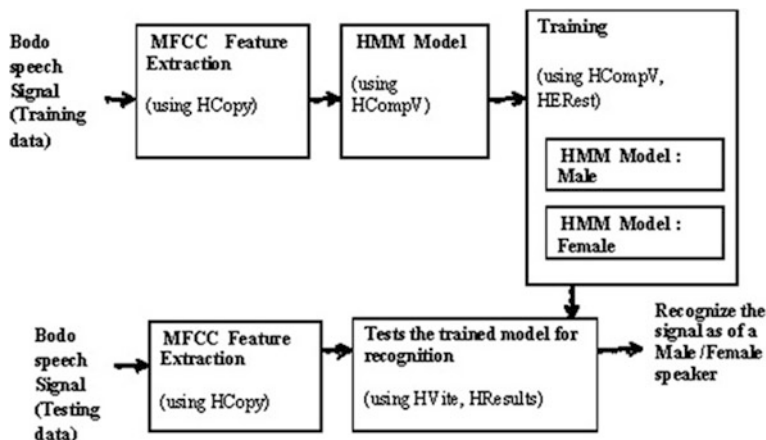 Bodo
speech
Signal
(Training
data)
MFCC Feature
Extraction
(using HCopy)
HMM Model
(using
HCompV)
Training
(using HCompV,
HERest)
HMM Model :
Male
HMM Model :
Female
Bodo
speech
Signal
(Testing
data)
MFCC Feature
Extraction
(using HCopy)
Tests the trained model for
recognition
(using HVite, HResults)
Recognize the
signal as of a
Male/Female
speaker